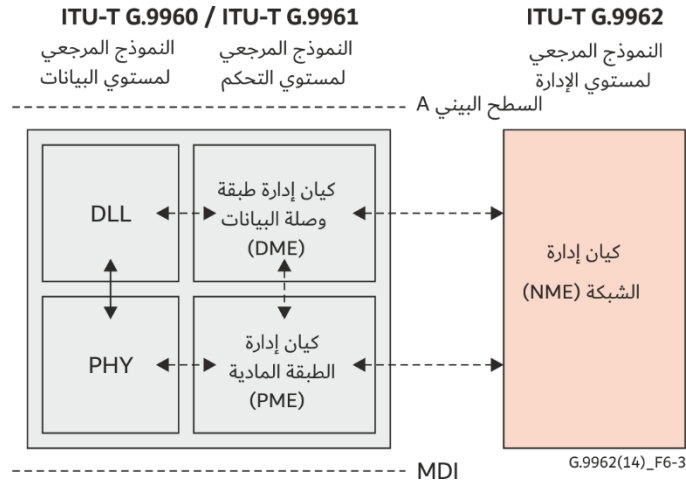 ITU-T G.9960 / ITU-T G.9961
النموذج المرجعي
لمستوي البيانات
النموذج المرجعي
لمستوي التحكم
ITU-T G.9962
النموذج المرجعي
لمستوي الإدارة
السطح البيني A
DLL
كيان إدارة طبقة
وصلة البيانات
(DME)
PHY
كيان إدارة
الطبقة المادية
(PME)
كيان إدارة
الشبكة (NME)
MDI
G.9962(14)_F6-3